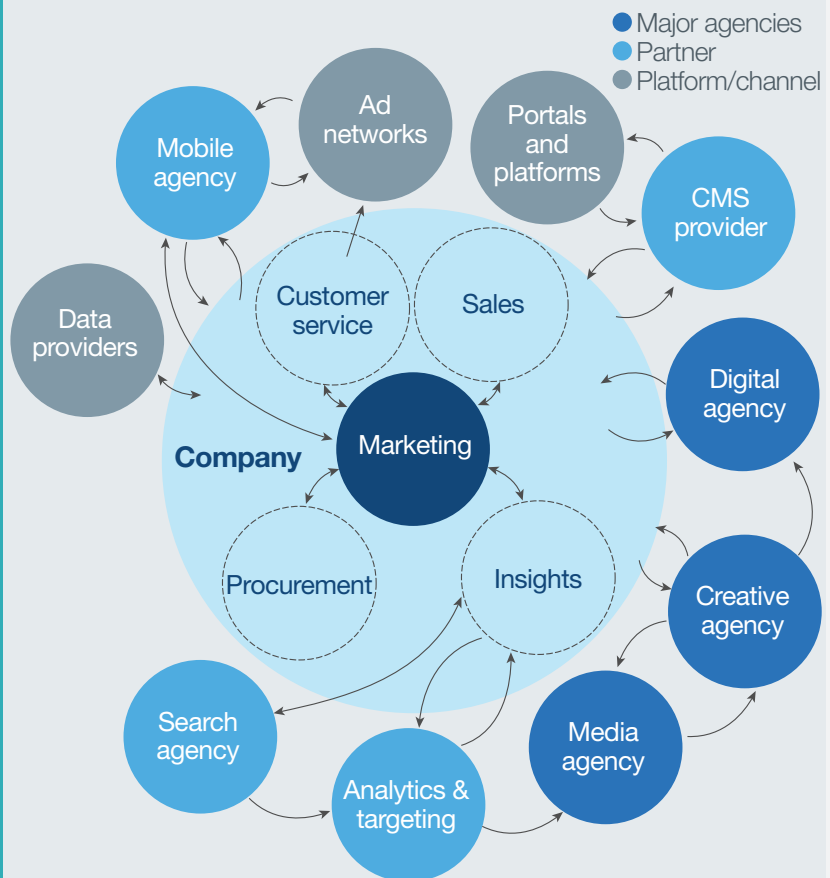 Major agencies
Partner
Platform/channel
Ad
networks
Portals
and
platforms
Mobile
agency
CMS
provider
Customer
service
Sales
Data
providers
Digital
agency
Marketing
Company
Procurement
Insights
Creative
agency
Search
agency
Media
agency
Analytics &
targeting